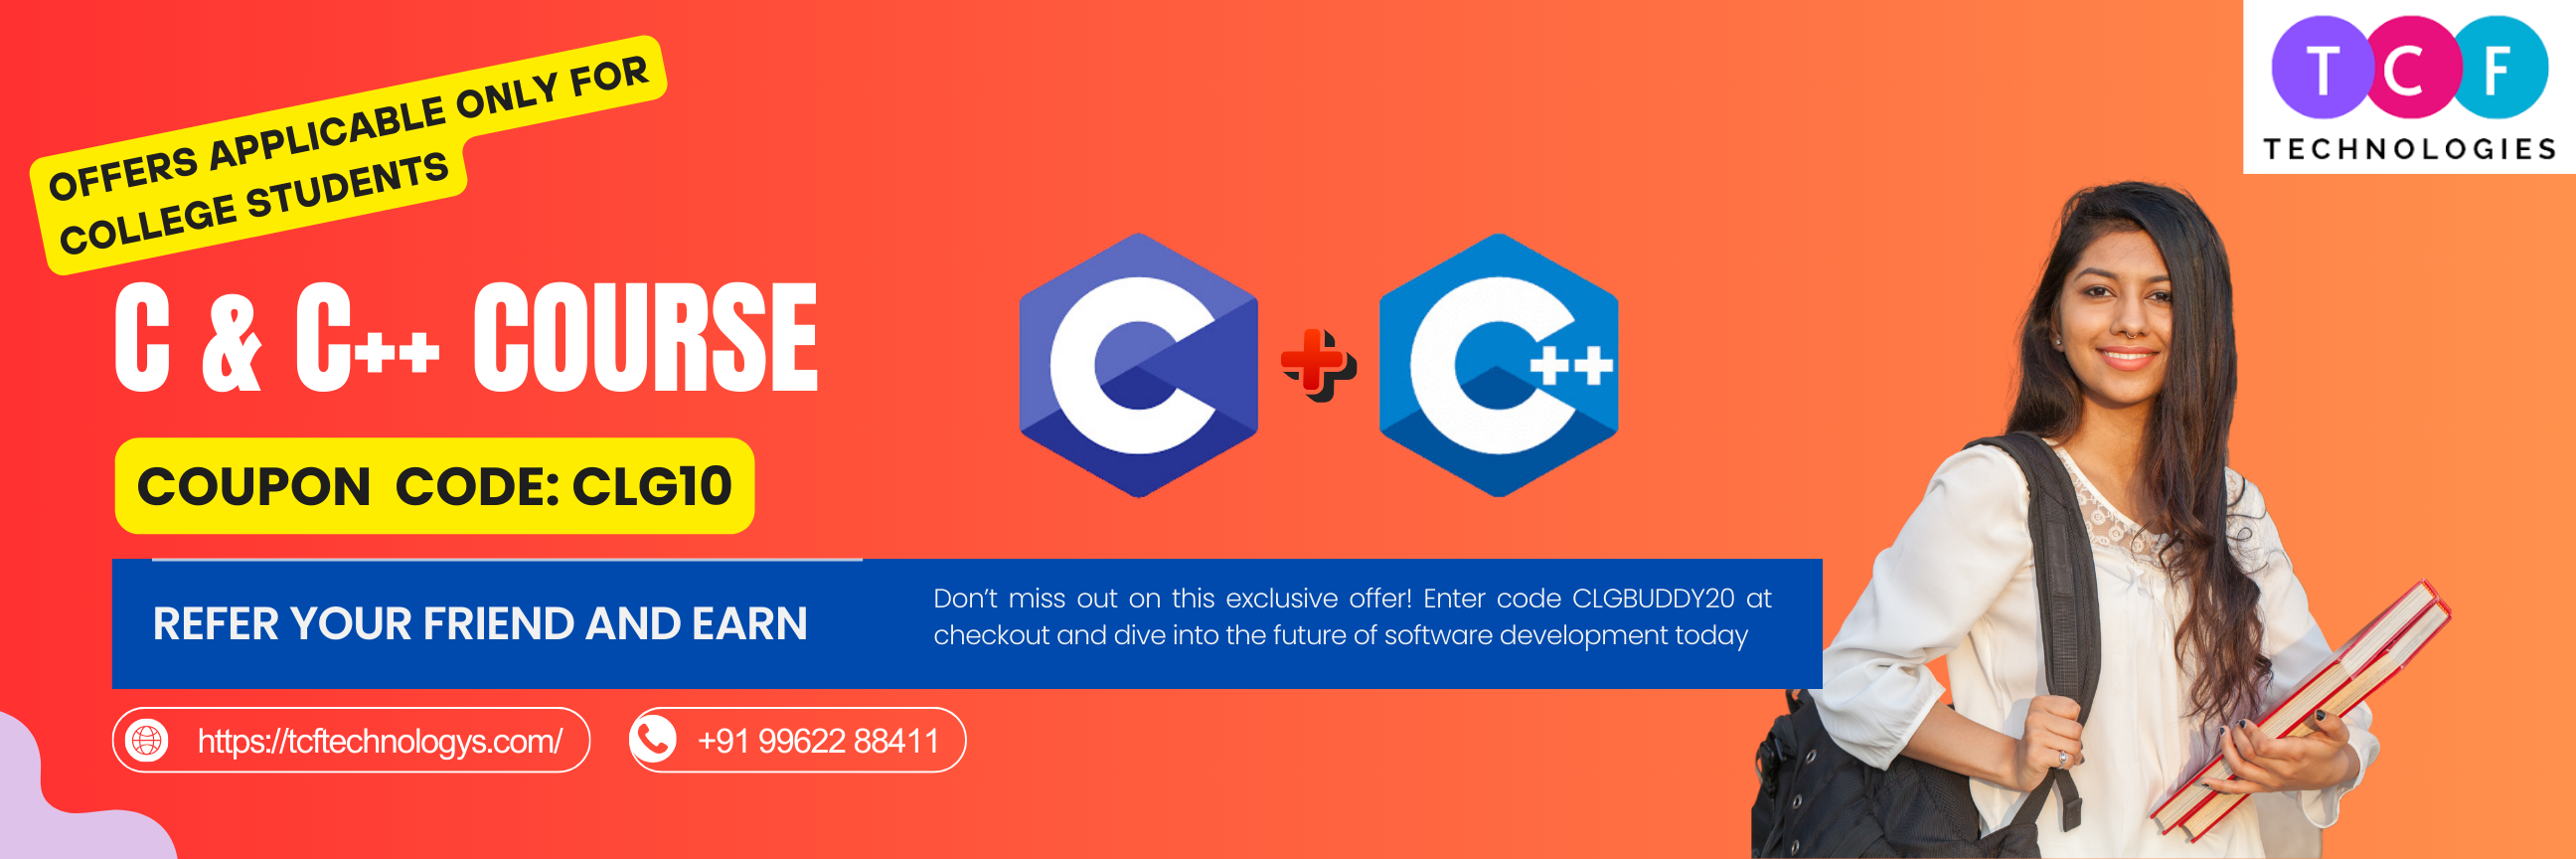 OFFERS APPLICABLE ONLY FOR
COLLEGE STUDENTS
T C F
TECHNOLOGIES
C & C++ COURSE
C
C++
COUPON CODE: CLG10
REFER YOUR FRIEND AND EARN
Don't miss out on this exclusive offer! Enter code CLGBUDDY20 at
checkout and dive into the future of software development today
https://tcftechnologys.com/
+91 99622 88411